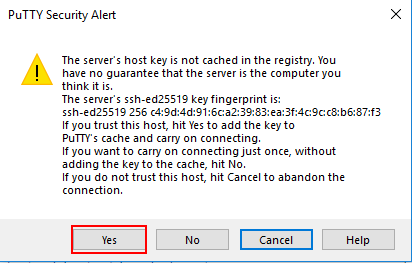 PuTTY Security Alert
The server's host key is not cached in the registry. You
have no guarantee that the server is the computer you
think it is.
The server's ssh-ed25519 key fingerprint is:
ssh-ed25519 256 c4:9d:4d:91:6c:a2:39:83:ea:3f:4c:9c:c8:b6:87:f3
If you trust this host, hit Yes to add the key to
PuTTY's cache and carry on connecting.
If you want to carry on connecting just once, without
adding the key to the cache, hit No.
If you do not trust this host, hit Cancel to abandon the
connection.
Yes No Cancel Help